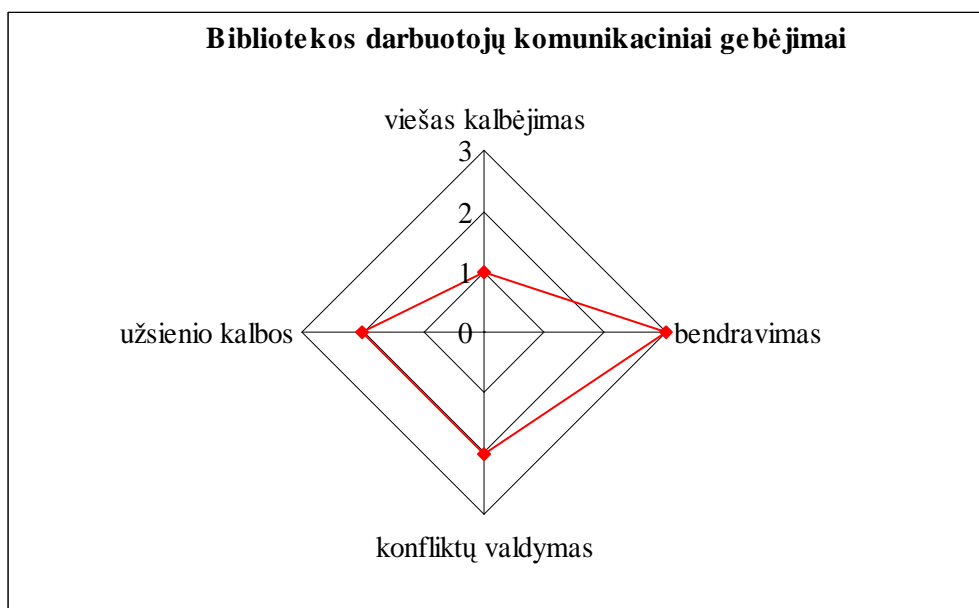 Bibliotekos darbuotojų komunikaciniai gebėjimai
viešas kalbėjimas
3
2
1
užsienio kalbos
0
bendravimas
konfliktų valdymas